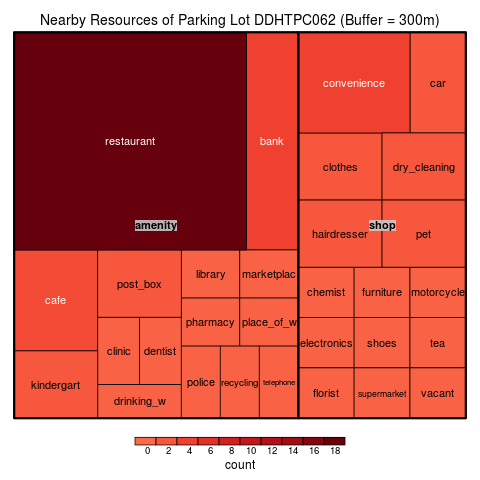 Nearby Resources of Parking Lot DDHTPC062 (Buffer = 300m)
restaurant
bank
amenity
cafe
kindergart
post_box
clinic
dentist
drinking_w
library
marketplac
pharmacy
place_of_w
police
recycling
telephone
convenience
car
clothes
dry_cleaning
hairdresser
shop
pet
chemist
furniture
motorcycle
electronics
shoes
tea
florist
supermarket
vacant
0 2 4 6 8 10 12 14 16 18
count